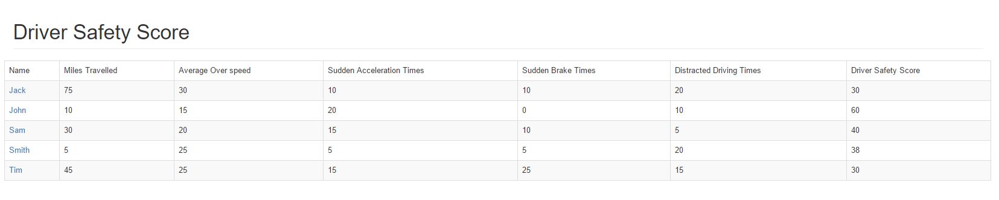 Driver Safety Score
Name Miles Travelled Average Over speed Sudden Acceleration Times Sudden Brake Times Distracted Driving Times Driver Safety Score
Jack 75 30 10 10 20 30
John 10 15 20 0 10 60
Sam 30 20 15 10 5 40
Smith 5 25 5 5 20 38
Tim 45 25 15 25 15 30